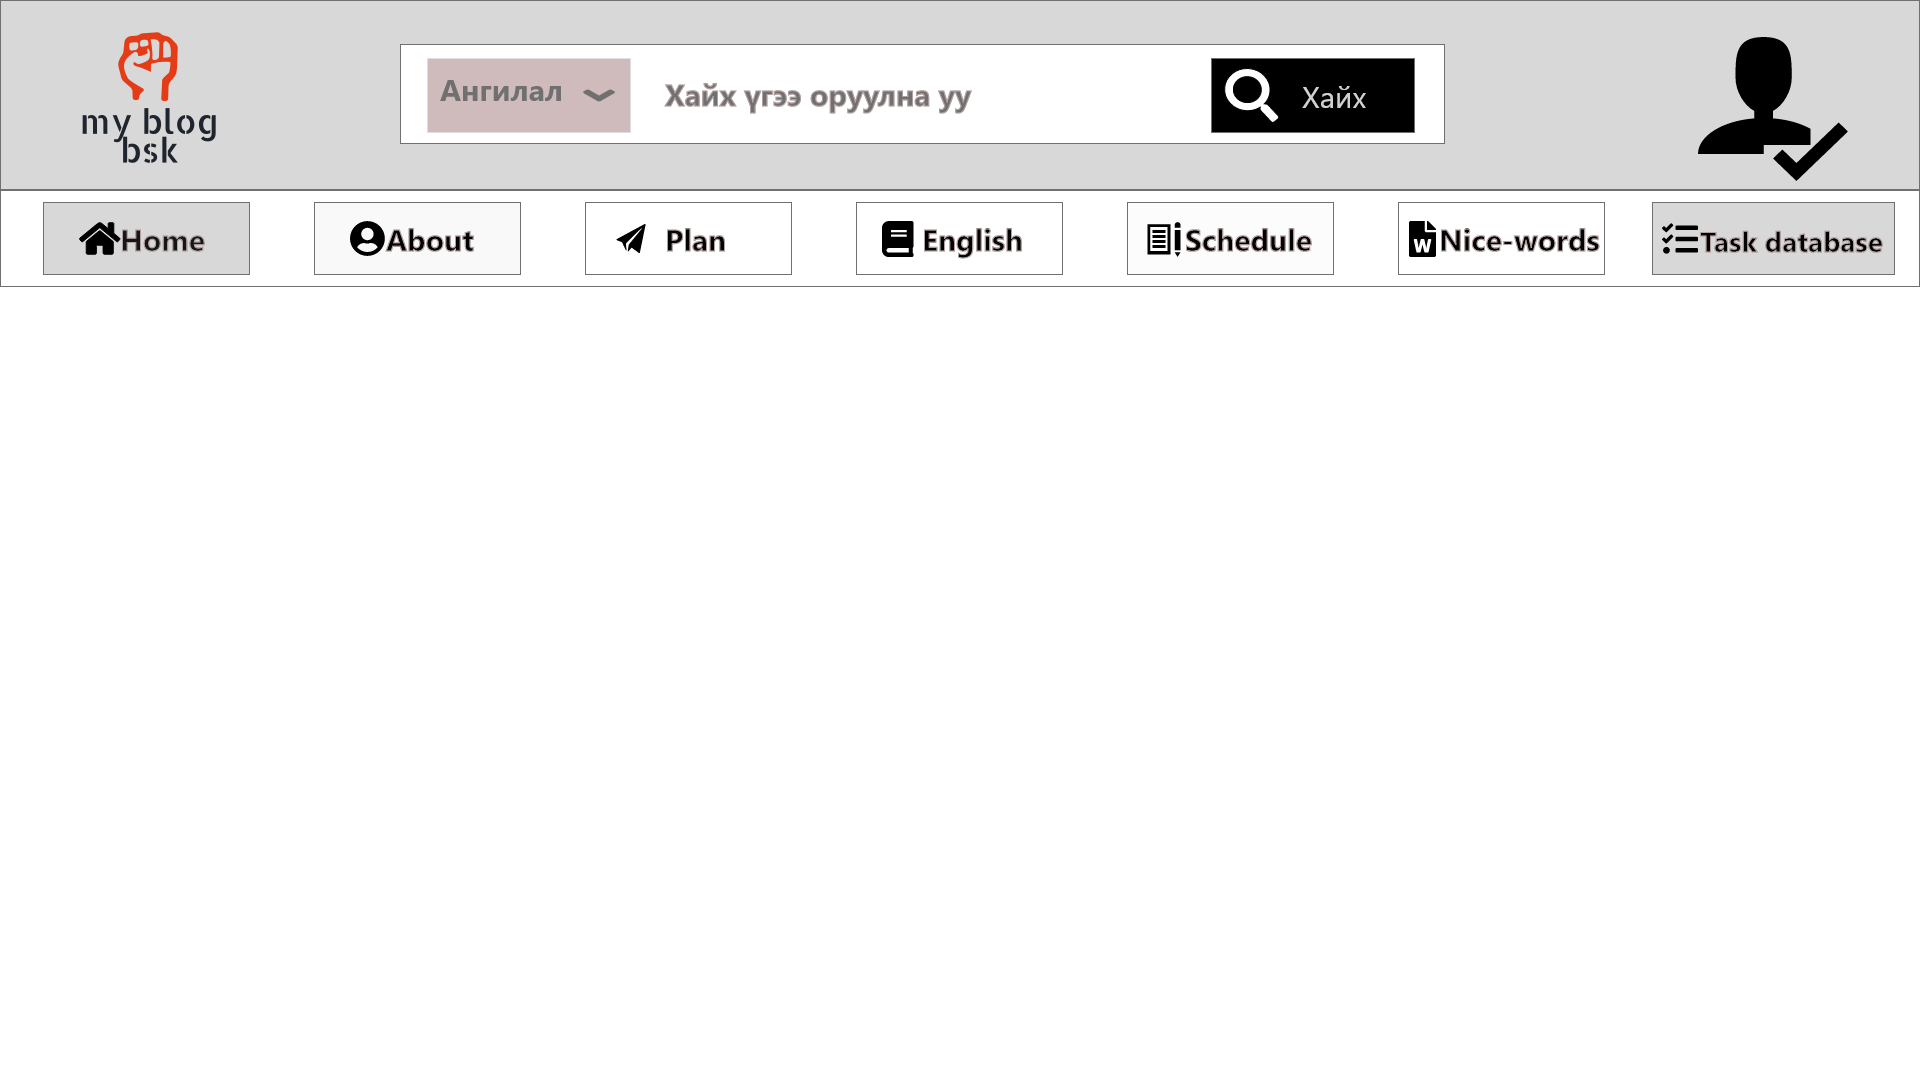 my blog
bsk
Ангилал
Хайх үгээ оруулна уу
Хайх
Home
About
Plan
English
Schedule
Nice-words
Task database